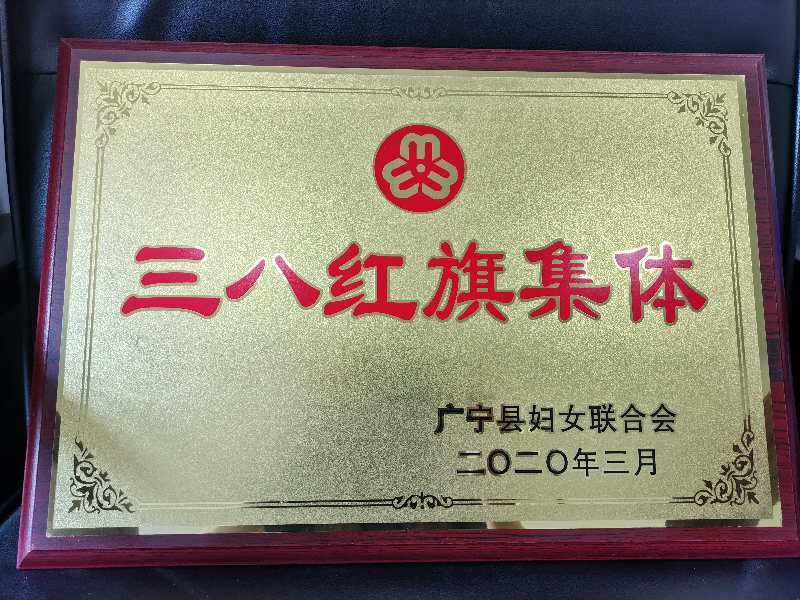 三八红旗集体
广宁县妇女联合会
二〇二〇年三月